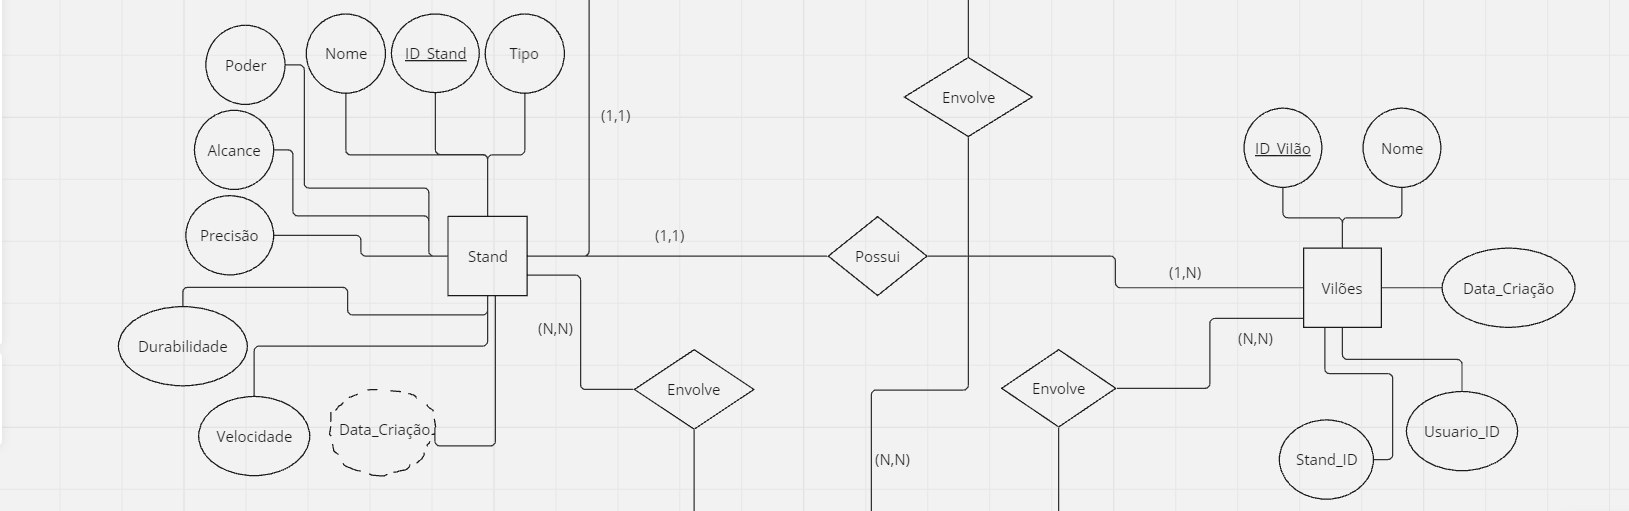 Poder
Nome
ID_Stand
Tipo
Envolve
(1,1)
Alcance
ID_Vilão
Nome
Precisão
(1,1)
Stand
Possui
(1,N)
Vilões
Data_Criação
(N,N)
(N,N)
Durabilidade
Envolve
Envolve
Velocidade
Data_Criação
Usuario_ID
(N,N)
Stand_ID